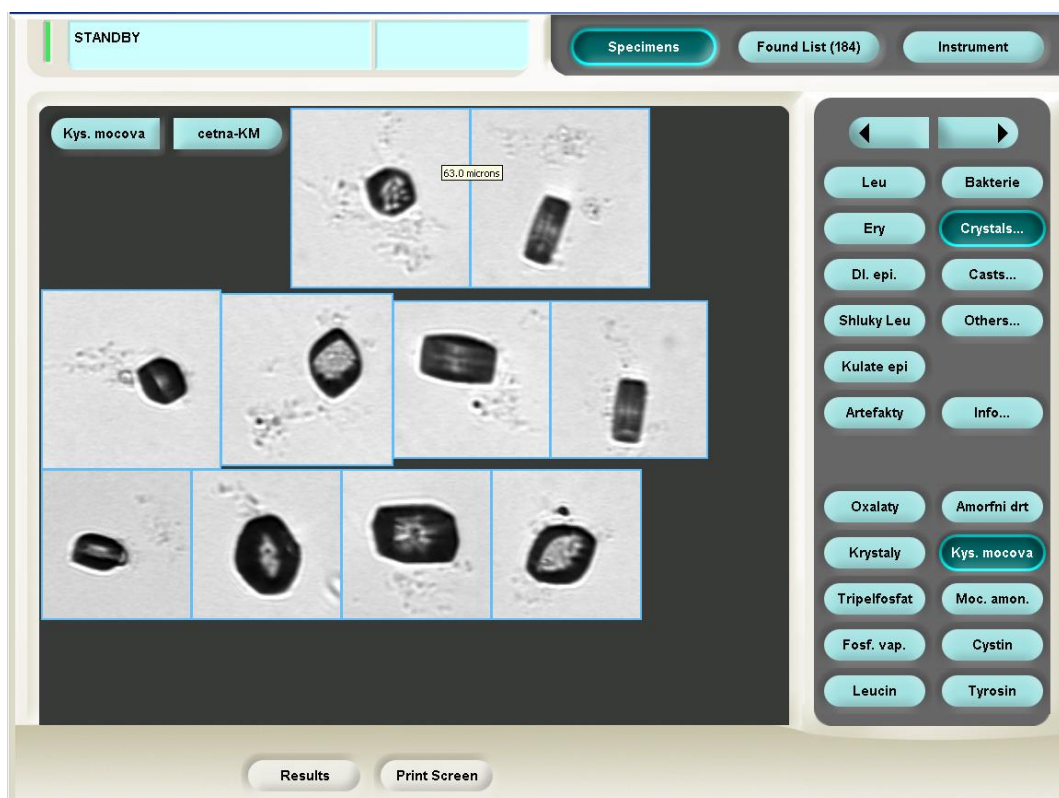 STANDBY
Specimens
Found List (184)
Instrument
Kys. mocova
cetna-KM
63.0 microns
Leu
Bakterie
Ery
Crystals...
Dl. epi.
Casts...
Shluky Leu
Others...
Kulate epi
Artefakty
Info...
Oxalaty
Amorfni drt
Krystaly
Kys. mocova
Tripelfosfat
Moc. amon.
Fosf. vap.
Cystin
Leucin
Tyrosin
Results
Print Screen